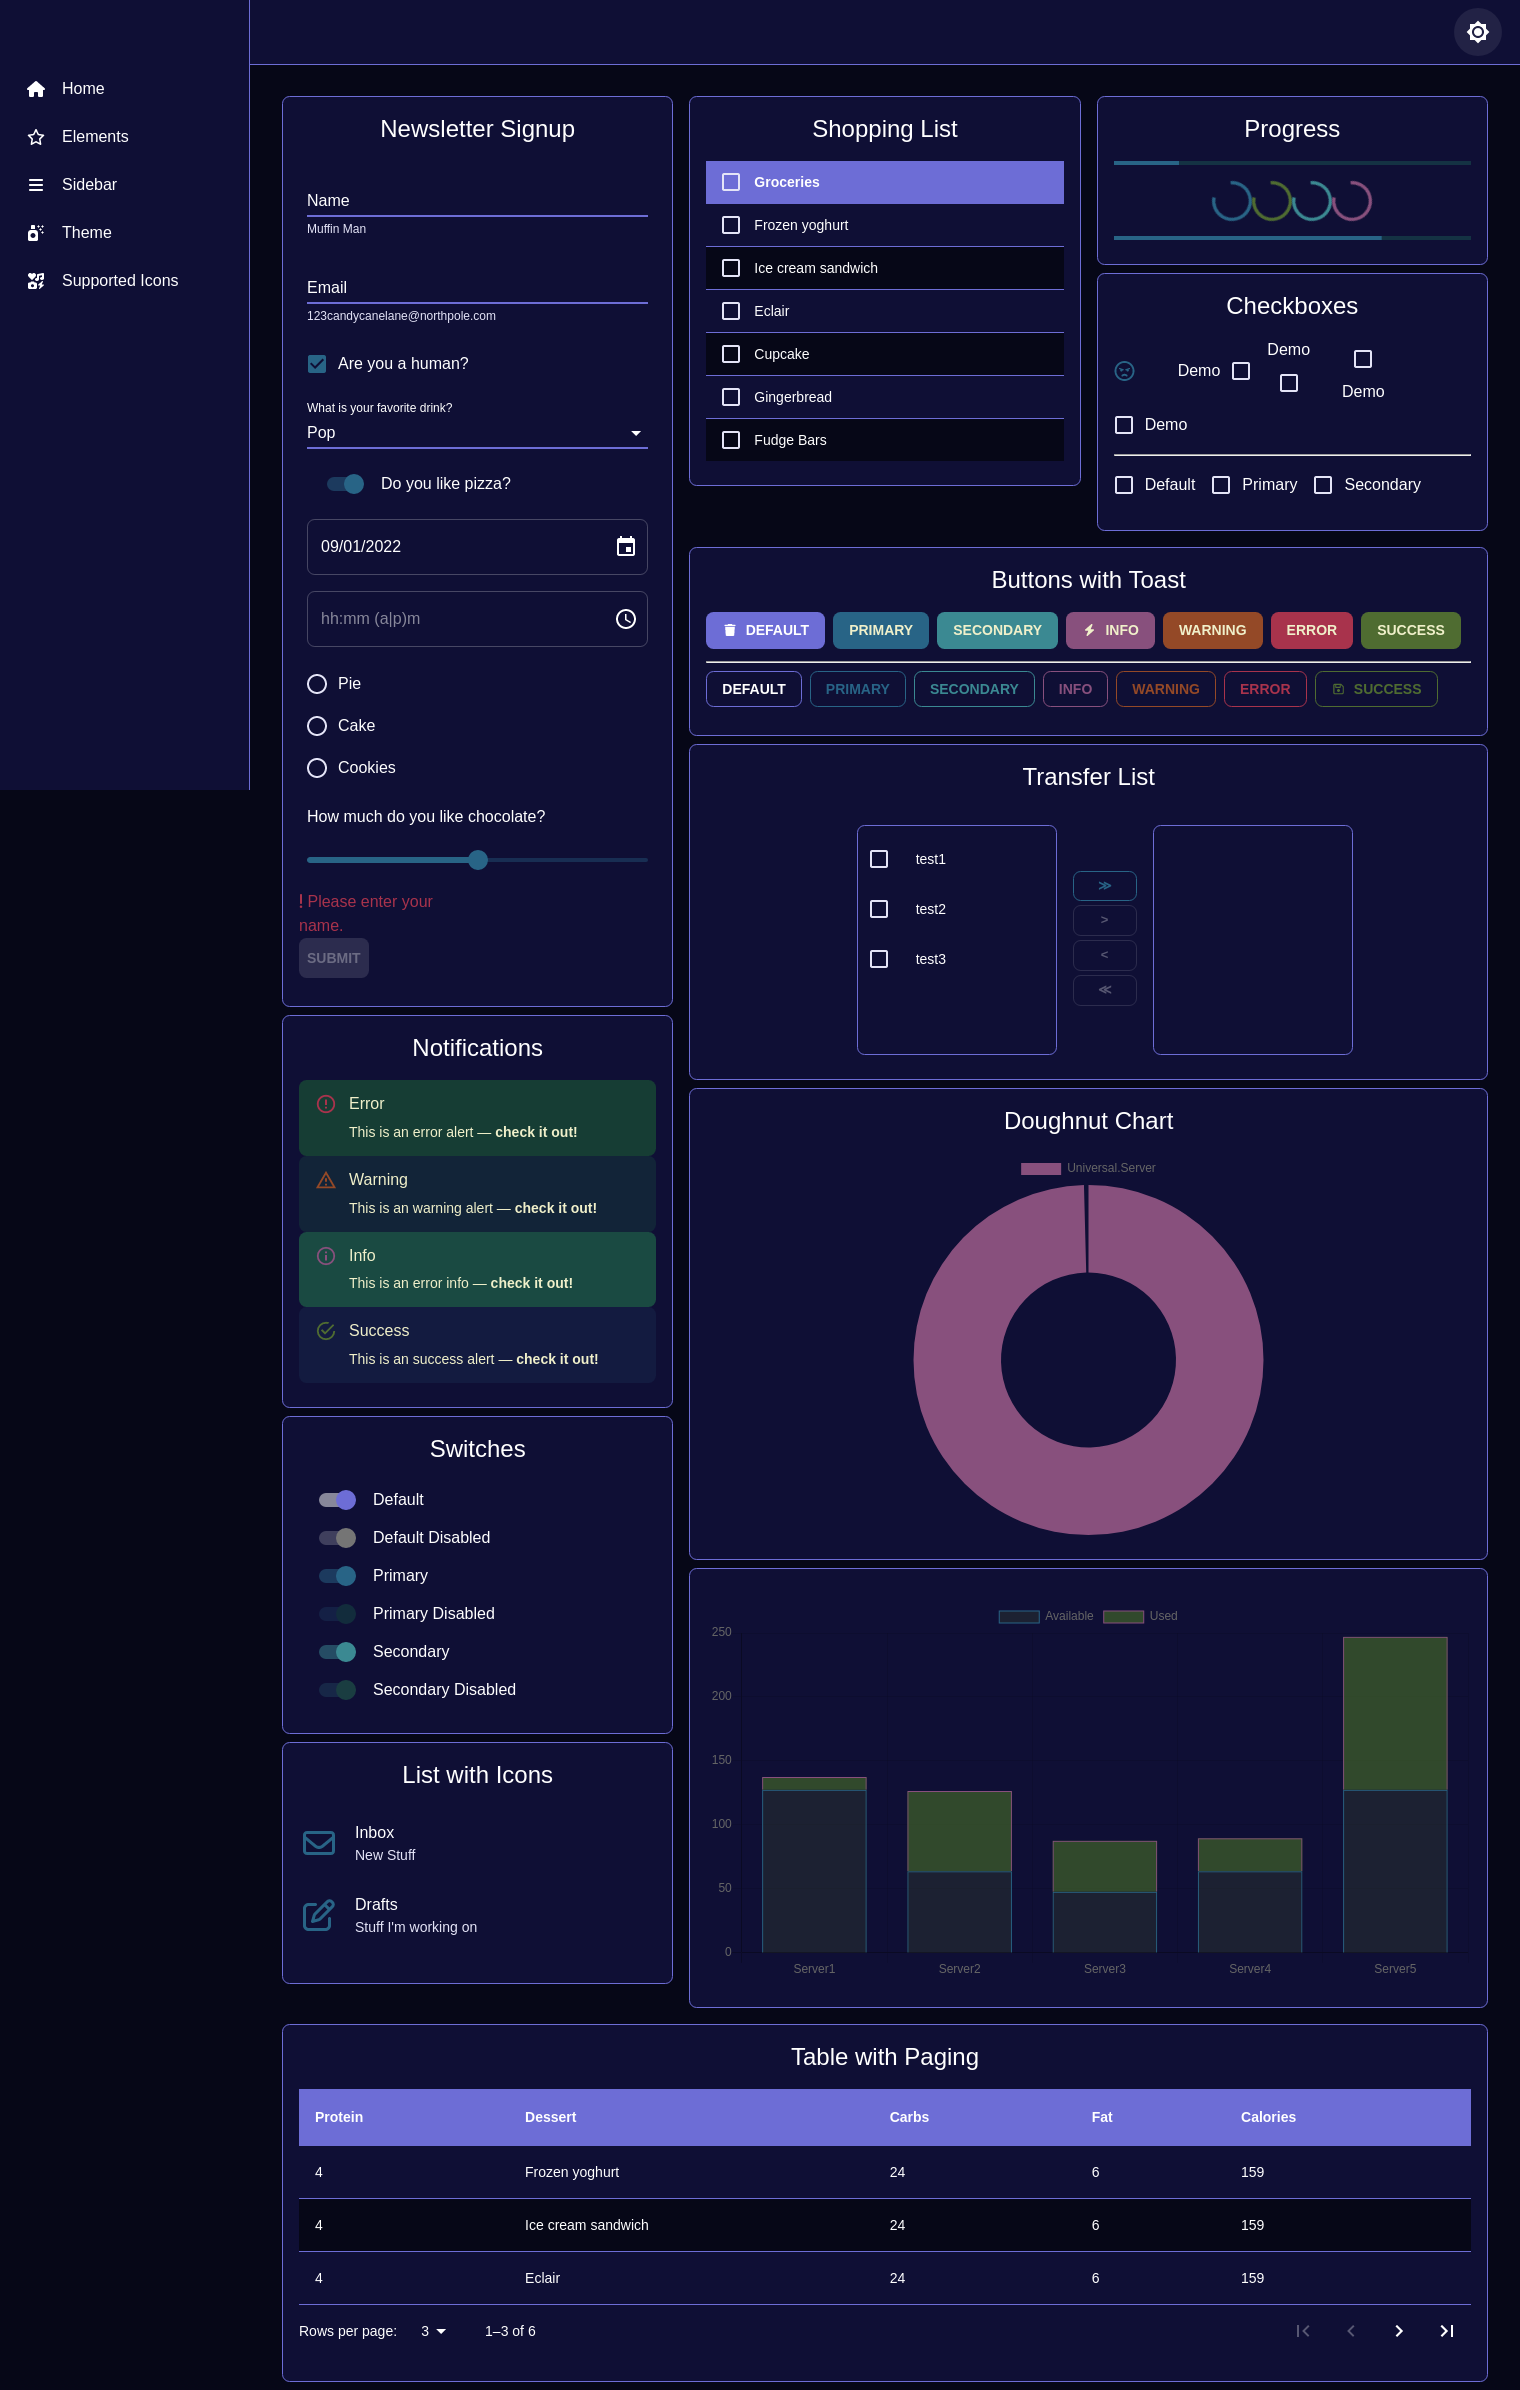 Home
Elements
Sidebar
Theme
Supported Icons
Newsletter Signup
Name
Muffin Man
Email
123candycanelane@northpole.com
Are you a human?
What is your favorite drink?
Pop
Do you like pizza?
09/01/2022
hh:mm (a|p)m
Pie
Cake
Cookies
How much do you like chocolate?
! Please enter your
name.
SUBMIT
Notifications
Error
This is an error alert — check it out!
Warning
This is an warning alert — check it out!
Info
This is an error info — check it out!
Success
This is an success alert — check it out!
Switches
Default
Default Disabled
Primary
Primary Disabled
Secondary
Secondary Disabled
List with Icons
Inbox
New Stuff
Drafts
Stuff I'm working on
Shopping List
Groceries
Frozen yoghurt
Ice cream sandwich
Eclair
Cupcake
Gingerbread
Fudge Bars
Progress
Checkboxes
Demo
Demo
Demo
Demo
Default Primary Secondary
Buttons with Toast
DEFAULT PRIMARY SECONDARY INFO WARNING ERROR SUCCESS
DEFAULT PRIMARY SECONDARY INFO WARNING ERROR SUCCESS
Transfer List
test1
test2
test3
≫
>
<
≪
Doughnut Chart
Universal.Server
Available Used
250
200
150
100
50
0
Server1 Server2 Server3 Server4 Server5
Table with Paging
Protein Dessert Carbs Fat Calories
4 Frozen yoghurt 24 6 159
4 Ice cream sandwich 24 6 159
4 Eclair 24 6 159
Rows per page: 3 1–3 of 6